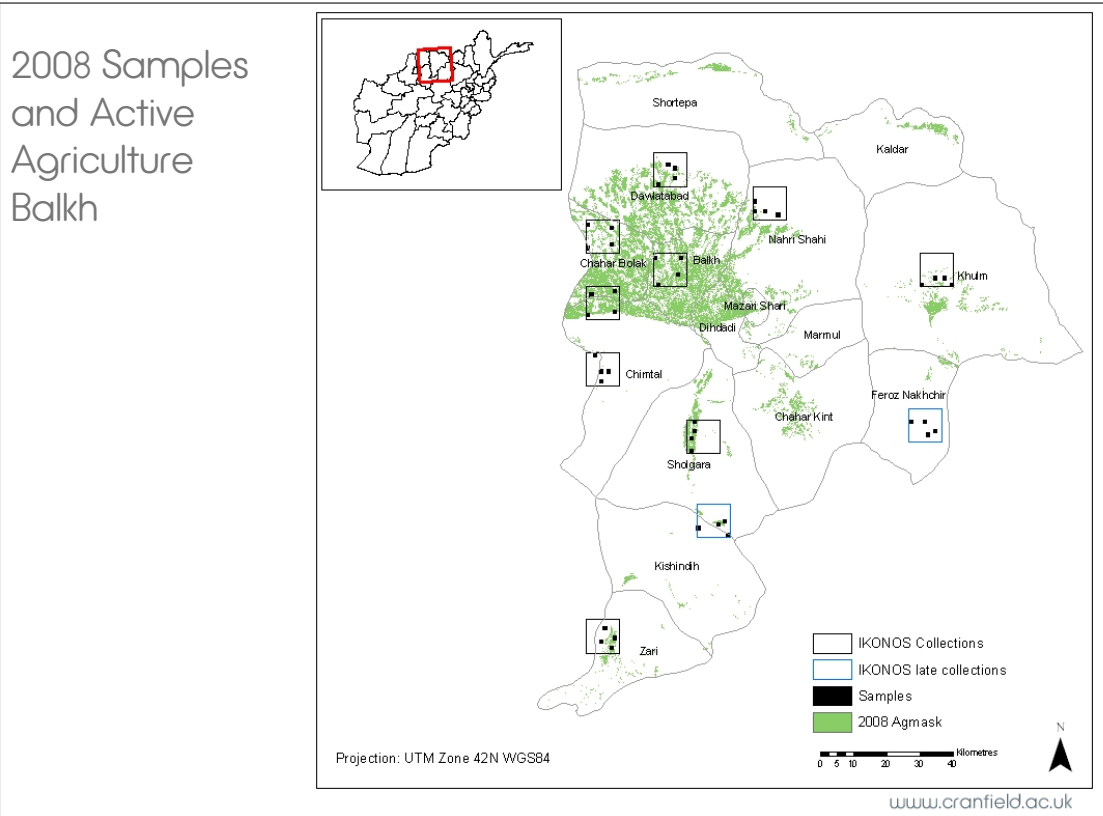 2008 Samples
and Active
Agriculture
Balkh
Shortepa
Kaldar
Dawlatabad
Nahri Shahi
Chahar Bolak
Balkh
Khulm
Mazari Shari
Dihdadi
Marmul
Chimtal
Feroz Nakhchir
Chahar Kint
Sholgara
Kishindih
Zari
IKONOS Collections
IKONOS late collections
Samples
2008 Agmask
Projection: UTM Zone 42N WGS84
Kilometres
0 5 10 20 30 40
N
www.cranfield.ac.uk